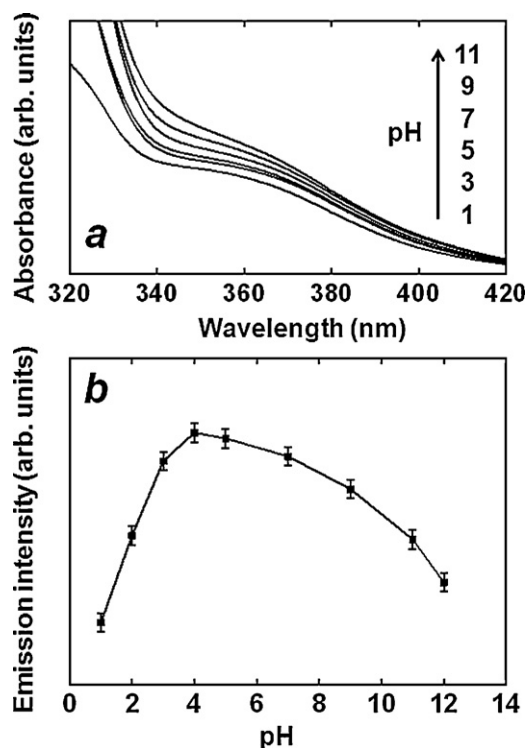 Absorbance (arb. units)
a
pH
11
9
7
5
3
1
320 340 360 380 400 420
Wavelength (nm)
Emission intensity (arb. units)
b
0 2 4 6 8 10 12 14
pH